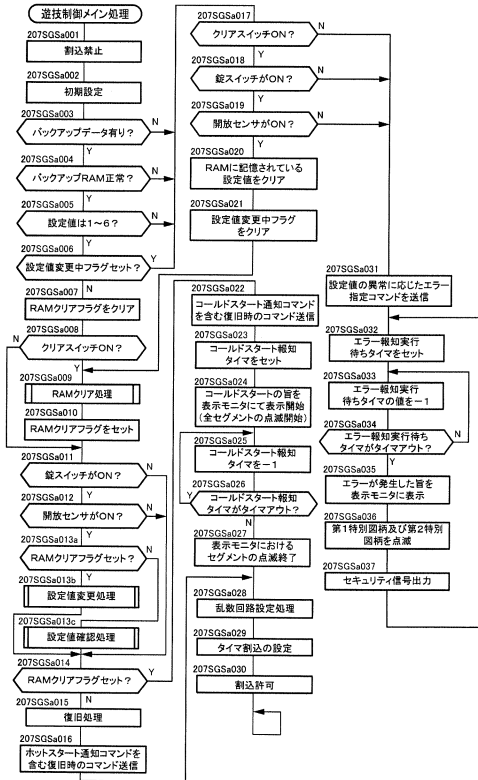 遊技制御メイン処理
207SGSa001
割込禁止
207SGSa002
初期設定
207SGSa003
バックアップデータ有り?
N
Y
207SGSa004
バックアップRAM正常?
N
Y
207SGSa005
設定値は1~6?
N
Y
207SGSa006
設定値変更中フラグセット?
Y
N
207SGSa007
RAMクリアフラグをクリア
207SGSa008
クリアスイッチON?
N
Y
207SGSa009
RAMクリア処理
207SGSa010
RAMクリアフラグをセット
207SGSa011
錠スイッチがON?
N
Y
207SGSa012
開放センサがON?
N
Y
207SGSa013a
RAMクリアフラグセット?
N
Y
207SGSa013b
設定値変更処理
207SGSa013c
設定値確認処理
207SGSa014
RAMクリアフラグセット?
Y
N
207SGSa015
復旧処理
207SGSa016
ホットスタート通知コマンドを
含む復旧時のコマンド送信
207SGSa017
クリアスイッチON?
N
Y
207SGSa018
錠スイッチがON?
N
Y
207SGSa019
開放センサがON?
N
Y
207SGSa020
RAMに記憶されている
設定値をクリア
207SGSa021
設定値変更中フラグ
をクリア
207SGSa022
コールドスタート通知コマンド
を含む復旧時のコマンド送信
207SGSa023
コールドスタート報知
タイマをセット
207SGSa024
コールドスタートの旨を
表示モニタにて表示開始
(全セグメントの点滅開始)
207SGSa025
コールドスタート報知
タイマを-1
207SGSa026
コールドスタート報知
タイマがタイマアウト?
Y
N
207SGSa027
表示モニタにおける
セグメントの点滅終了
207SGSa028
乱数回路設定処理
207SGSa029
タイマ割込の設定
207SGSa030
割込許可
207SGSa031
設定値の異常に応じたエラー
指定コマンドを送信
207SGSa032
エラー報知実行
待ちタイマをセット
207SGSa033
エラー報知実行
待ちタイマの値を-1
207SGSa034
エラー報知実行待ち
タイマがタイマアウト?
N
Y
207SGSa035
エラーが発生した旨を
表示モニタに表示
207SGSa036
第1特別図柄及び第2特別
図柄を点滅
207SGSa037
セキュリティ信号出力